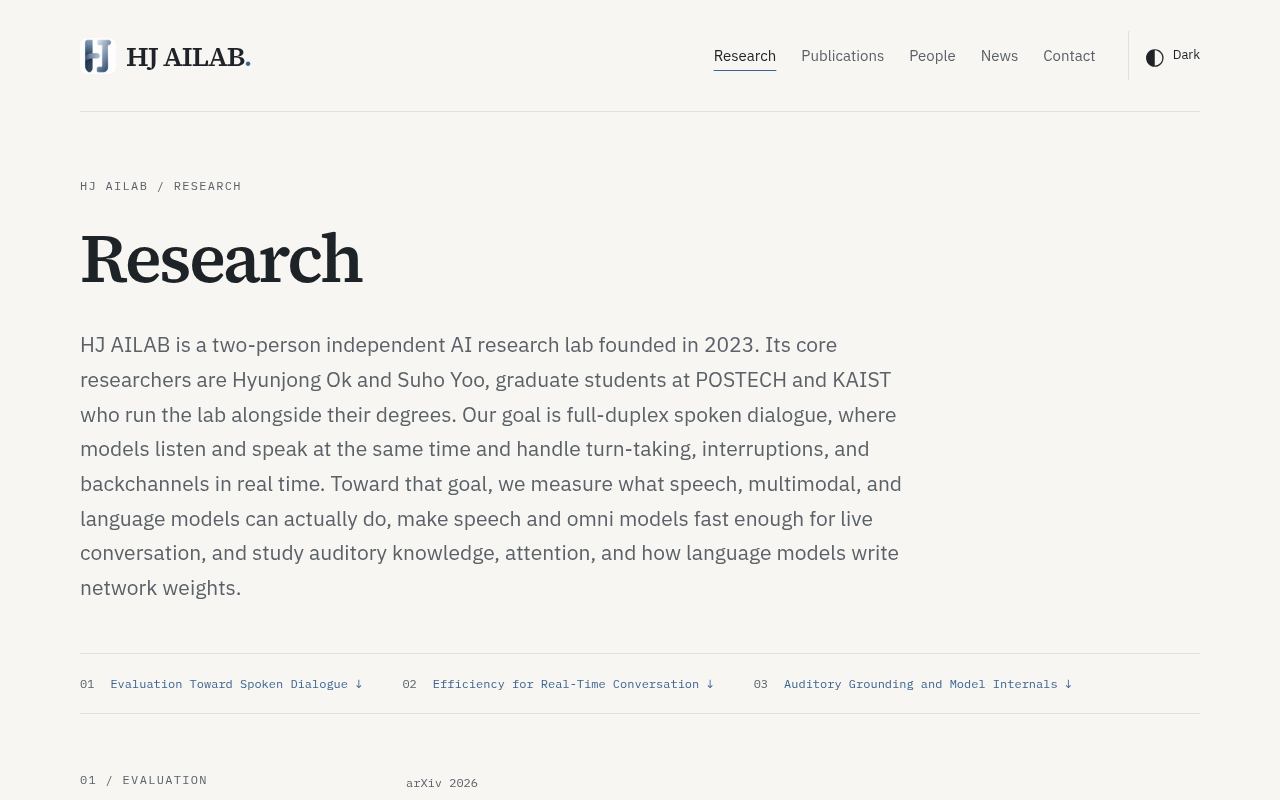 HJ AILAB.
Research Publications People News Contact Dark
HJ AILAB / RESEARCH
Research
HJ AILAB is a two-person independent AI research lab founded in 2023. Its core
researchers are Hyunjong Ok and Suho Yoo, graduate students at POSTECH and KAIST
who run the lab alongside their degrees. Our goal is full-duplex spoken dialogue, where
models listen and speak at the same time and handle turn-taking, interruptions, and
backchannels in real time. Toward that goal, we measure what speech, multimodal, and
language models can actually do, make speech and omni models fast enough for live
conversation, and study auditory knowledge, attention, and how language models write
network weights.
01 Evaluation Toward Spoken Dialogue ↓ 02 Efficiency for Real-Time Conversation ↓ 03 Auditory Grounding and Model Internals ↓
01 / EVALUATION
arXiv 2026